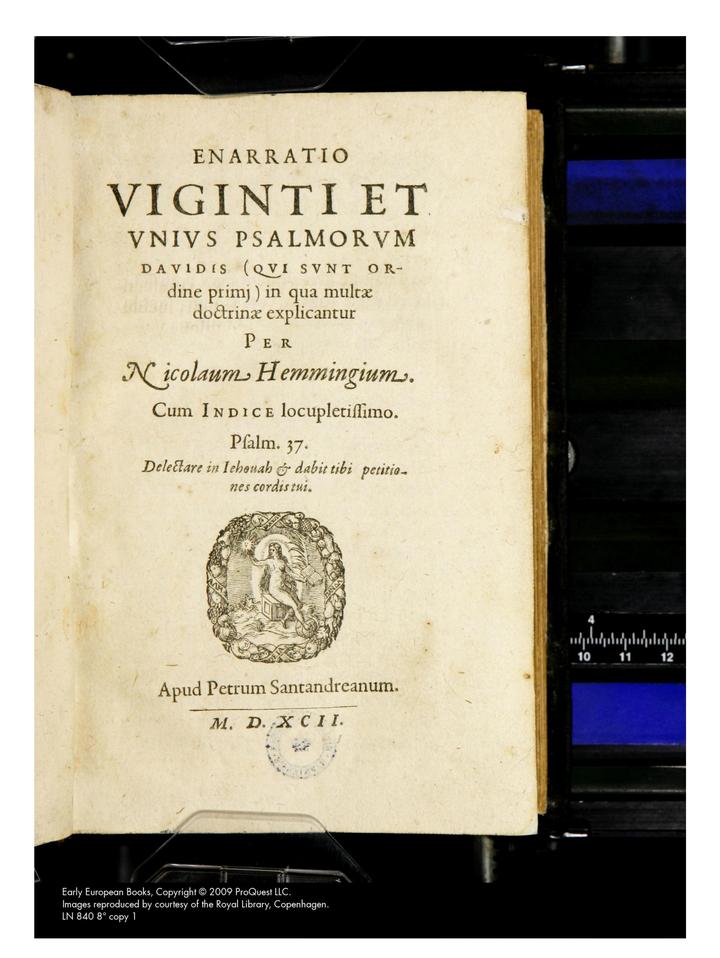 ENARRATIO
VIGINTI ET
VNIVS PSALMORVM
DAVIDIS (QVI SVNT OR-
dine primj) in qua multæ
doctrinæ explicantur
PER
Nicolaum Hemmingium.
Cum INDICE locupletiſſimo.
Pſalm. 37.
Delectare in Iehouah & dabit tibi petitio-
nes cordis tui.
Apud Petrum Santandreanum.
M. D. XCII.
4
10 11 12
Early European Books, Copyright © 2009 ProQuest LLC.
Images reproduced by courtesy of the Royal Library, Copenhagen.
LN 840 8° copy 1